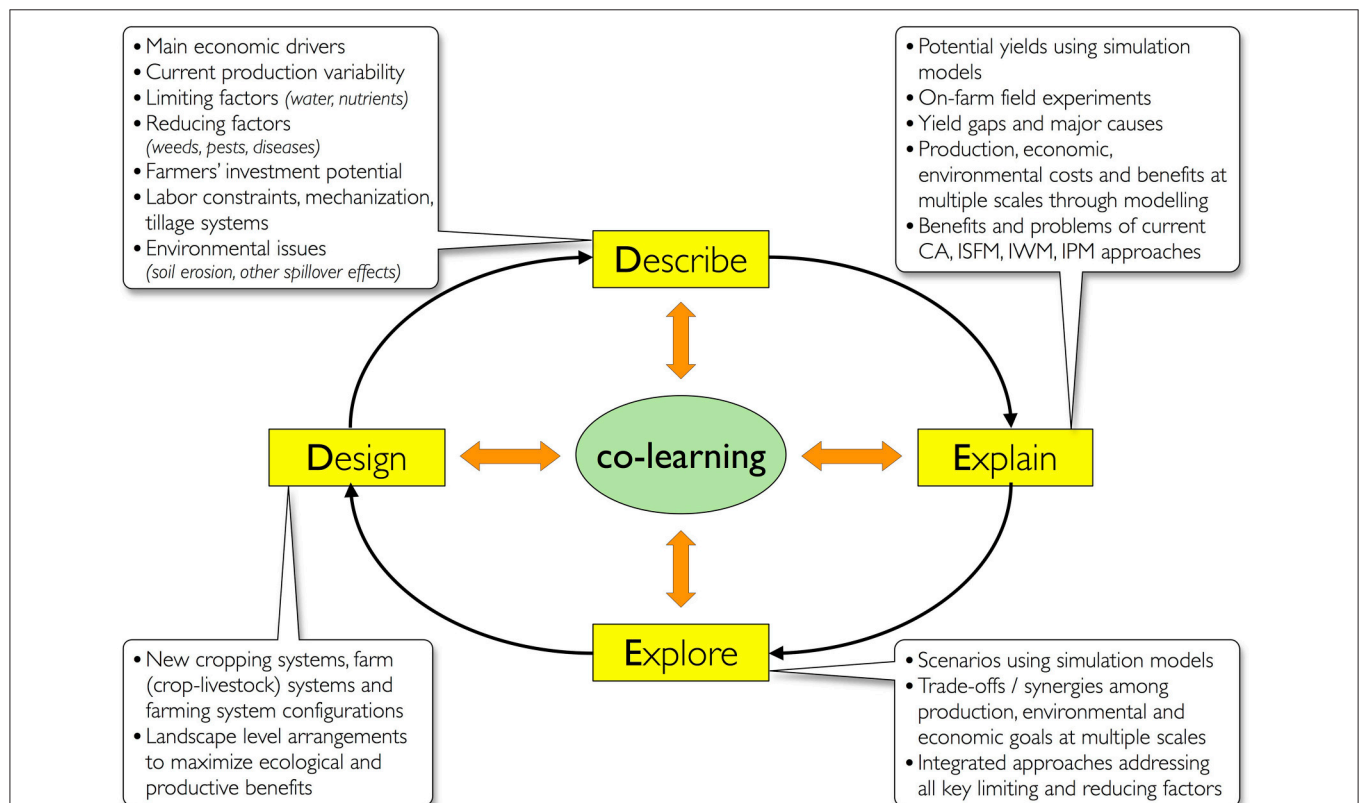 • Main economic drivers
• Current production variability
• Limiting factors (water, nutrients)
• Reducing factors
(weeds, pests, diseases)
• Farmers' investment potential
• Labor constraints, mechanization,
tillage systems
• Environmental issues
(soil erosion, other spillover effects)
• Potential yields using simulation
models
• On-farm field experiments
• Yield gaps and major causes
• Production, economic,
environmental costs and benefits at
multiple scales through modelling
• Benefits and problems of current
CA, ISFM, IWM, IPM approaches
Describe
Design
co-learning
Explain
Explore
• New cropping systems, farm
(crop-livestock) systems and
farming system configurations
• Landscape level arrangements
to maximize ecological and
productive benefits
• Scenarios using simulation models
• Trade-offs / synergies among
production, environmental and
economic goals at multiple scales
• Integrated approaches addressing
all key limiting and reducing factors